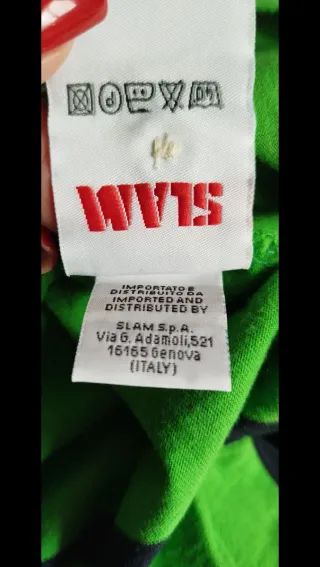 SLAM
IMPORTATO E
DISTRIBUITO DA
IMPORTED AND
DISTRIBUTED BY
SLAM S.p.A.
Via G. Adamoli,521
16165 Genova
(ITALY)